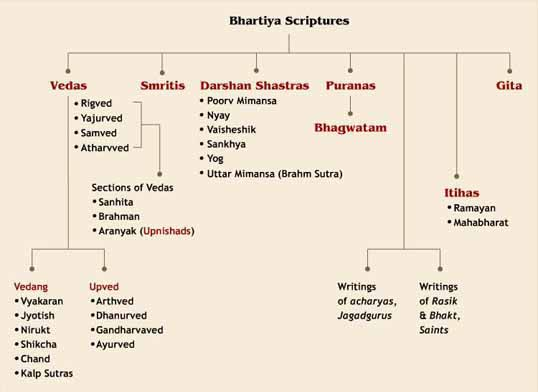 Bhartiya Scriptures
Vedas
• Rigved
• Yajurved
• Samved
• Atharvved
Sections of Vedas
• Sanhita
• Brahman
• Aranyak (Upnishads)
Vedang
• Vyakaran
• Jyotish
• Nirukt
• Shikcha
• Chand
• Kalp Sutras
Upved
• Arthved
• Dhanurved
• Gandharvaved
• Ayurved
Smritis
Darshan Shastras
• Poorv Mimansa
• Nyay
• Vaisheshik
• Sankhya
• Yog
• Uttar Mimansa (Brahm Sutra)
Puranas
Bhagwatam
Writings
of acharyas,
Jagadgurus
Writings
of Rasik
& Bhakt,
Saints
Itihas
• Ramayan
• Mahabharat
Gita